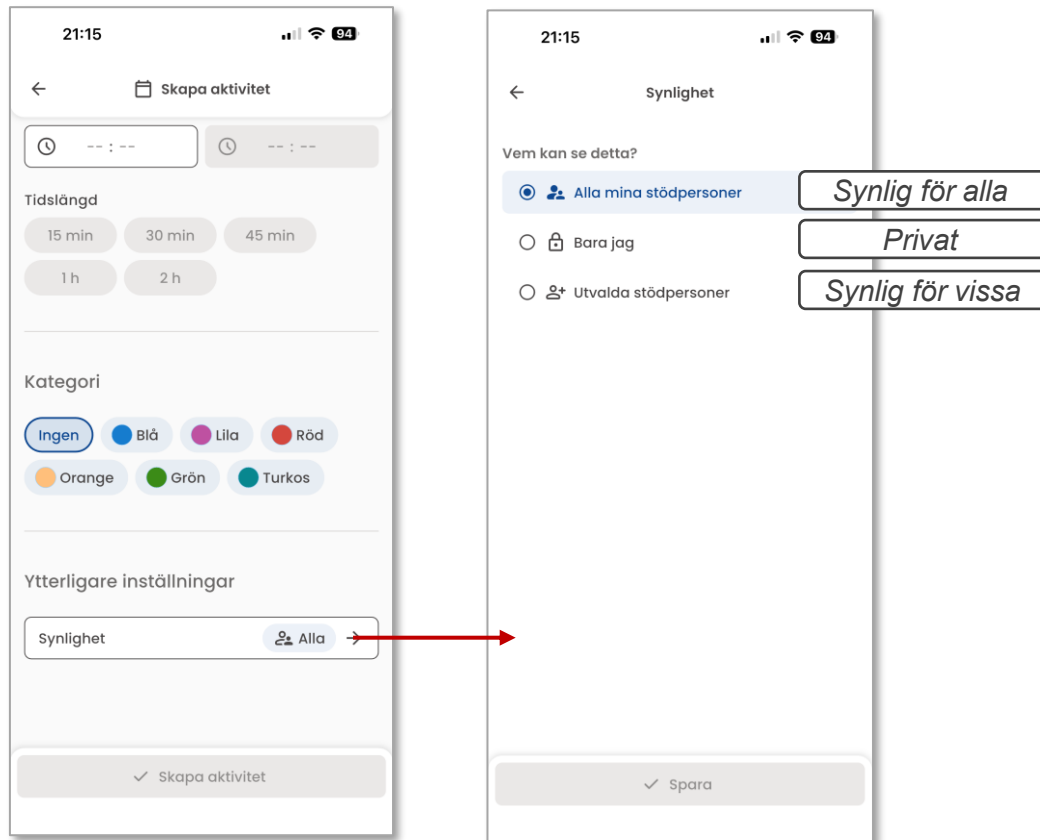 21:15
94
Skapa aktivitet
-- : --
-- : --
Tidslängd
15 min
30 min
45 min
1 h
2 h
Kategori
Ingen
Blå
Lila
Röd
Orange
Grön
Turkos
Ytterligare inställningar
Synlighet
Alla
Skapa aktivitet
21:15
94
Synlighet
Vem kan se detta?
Alla mina stödpersoner
Synlig för alla
Bara jag
Privat
Utvalda stödpersoner
Synlig för vissa
Spara